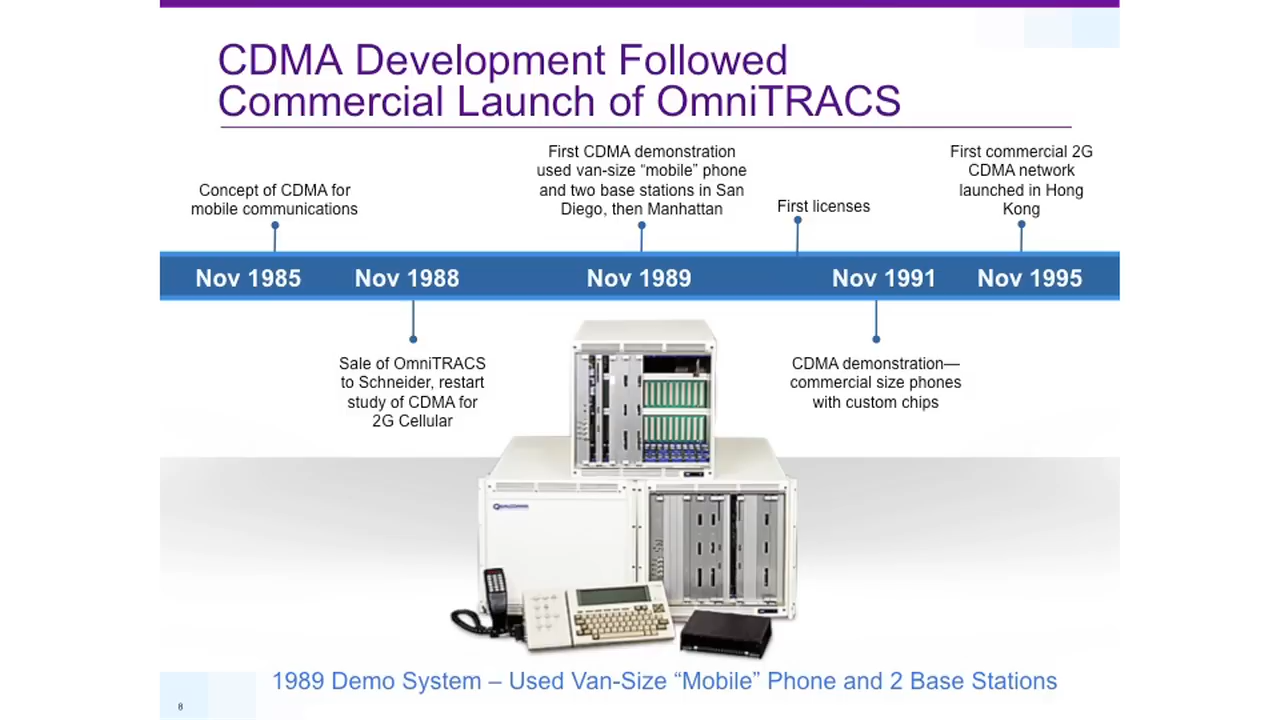 CDMA Development Followed
Commercial Launch of OmniTRACS
Concept of CDMA for
mobile communications
First CDMA demonstration
used van-size “mobile” phone
and two base stations in San
Diego, then Manhattan
First licenses
First commercial 2G
CDMA network
launched in Hong
Kong
Nov 1985
Nov 1988
Nov 1989
Nov 1991
Nov 1995
Sale of OmniTRACS
to Schneider, restart
study of CDMA for
2G Cellular
CDMA demonstration—
commercial size phones
with custom chips
QUALCOMM
1989 Demo System – Used Van-Size “Mobile” Phone and 2 Base Stations
8